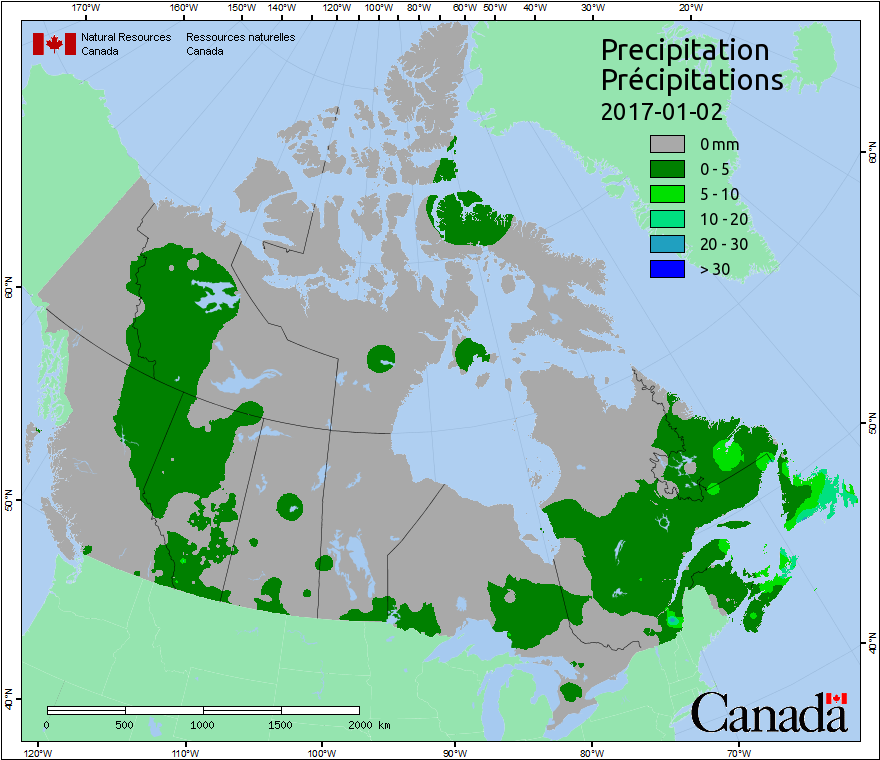 170°W 160°W 150°W 140°W 120°W 100°W 80°W 60°W 50°W 40°W 30°W 20°W
Natural Resources Ressources naturelles
Canada Canada
Precipitation
Précipitations
2017-01-02
0 mm
0 - 5
5 - 10
10 - 20
20 - 30
> 30
60°N
60°N
50°N
50°N
40°N
40°N
0 500 1000 1500 2000 km
Canada
120°W 110°W 100°W 90°W 80°W 70°W